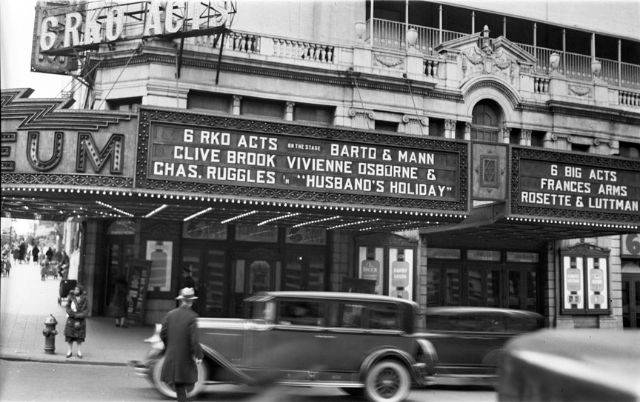 6 RKO ACTS
EUM
6 RKO ACTS ON THE STAGE BARTO & MANN
CLIVE BROOK VIVIENNE OSBORNE &
CHAS. RUGGLES IN "HUSBAND'S HOLIDAY"
6 BIG ACTS
FRANCES ARMS
ROSETTE & LUTTMAN